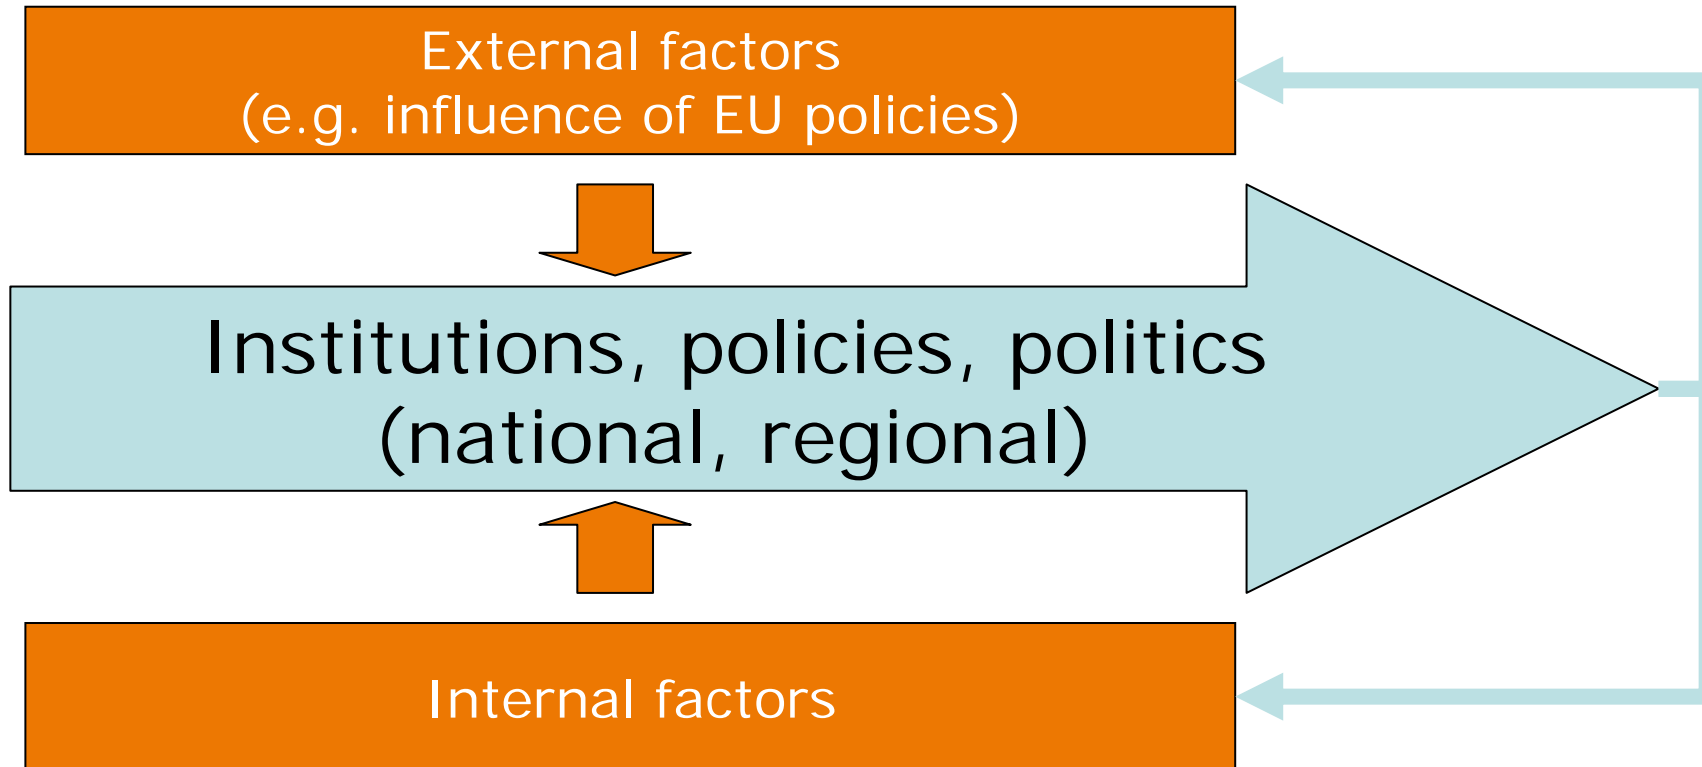 External factors
(e.g. influence of EU policies)
Institutions, policies, politics
(national, regional)
Internal factors